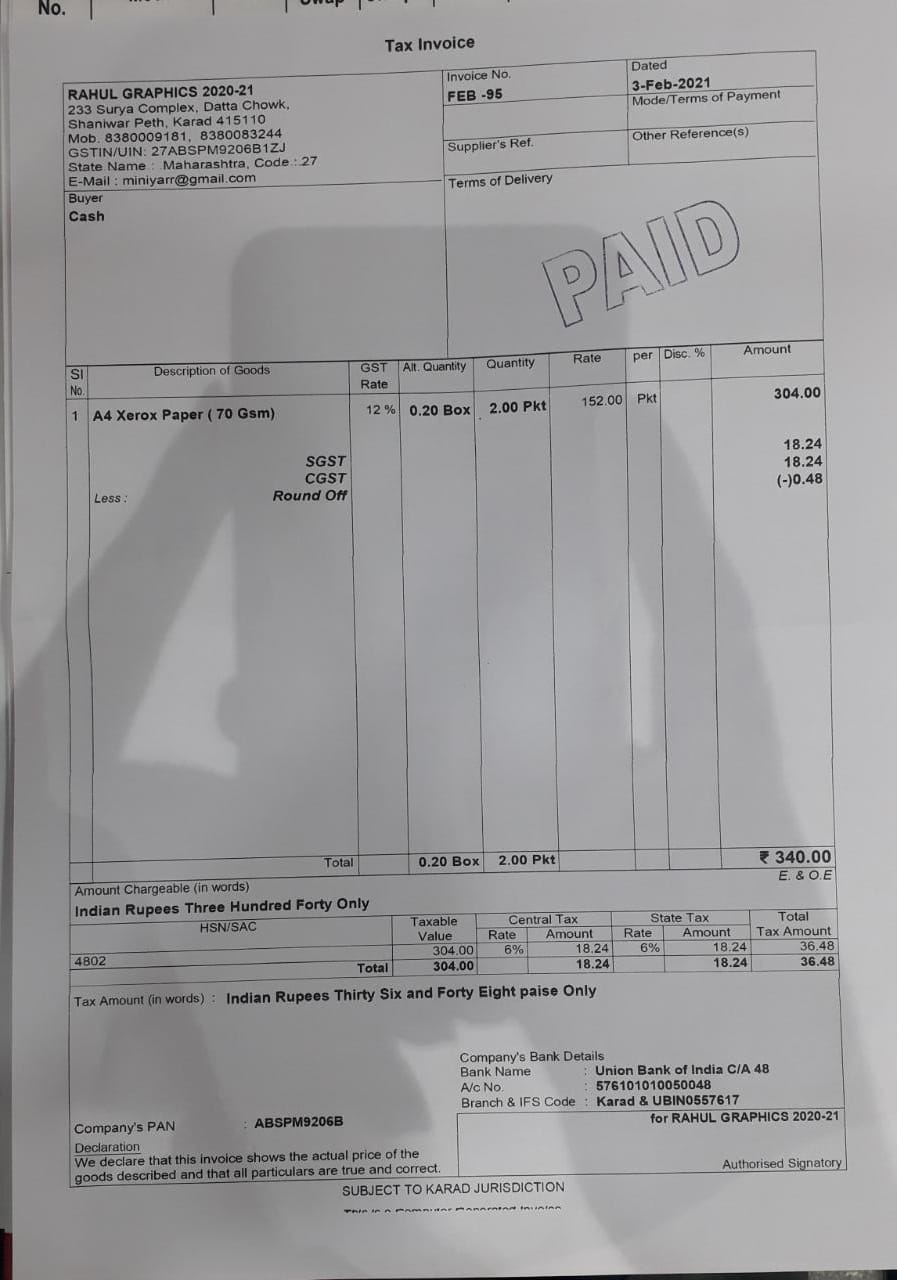 No.
Tax Invoice
RAHUL GRAPHICS 2020-21
233 Surya Complex, Datta Chowk,
Shaniwar Peth, Karad 415110
Mob. 8380009181, 8380083244
GSTIN/UIN: 27ABSPM9206B1ZJ
State Name : Maharashtra, Code : 27
E-Mail : miniyarr@gmail.com
Invoice No.
FEB -95
Dated
3-Feb-2021
Mode/Terms of Payment
Supplier's Ref.
Other Reference(s)
Buyer
Cash
Terms of Delivery
PAID
Sl No. Description of Goods GST Rate Alt. Quantity Quantity Rate per Disc. % Amount
1 A4 Xerox Paper ( 70 Gsm) 12 % 0.20 Box 2.00 Pkt 152.00 Pkt 304.00
SGST 18.24
CGST 18.24
Less : Round Off (-)0.48
Total 0.20 Box 2.00 Pkt ₹ 340.00
Amount Chargeable (in words) E. & O.E
Indian Rupees Three Hundred Forty Only
HSN/SAC Taxable Value Central Tax State Tax Total Tax Amount
Rate Amount Rate Amount
4802 304.00 6% 18.24 6% 18.24 36.48
Total 304.00 18.24 18.24 36.48
Tax Amount (in words) : Indian Rupees Thirty Six and Forty Eight paise Only
Company's Bank Details
Bank Name : Union Bank of India C/A 48
A/c No. : 576101010050048
Branch & IFS Code : Karad & UBIN0557617
Company's PAN : ABSPM9206B
for RAHUL GRAPHICS 2020-21
Declaration
We declare that this invoice shows the actual price of the
goods described and that all particulars are true and correct.
Authorised Signatory
SUBJECT TO KARAD JURISDICTION
This is a Computer Generated Invoice